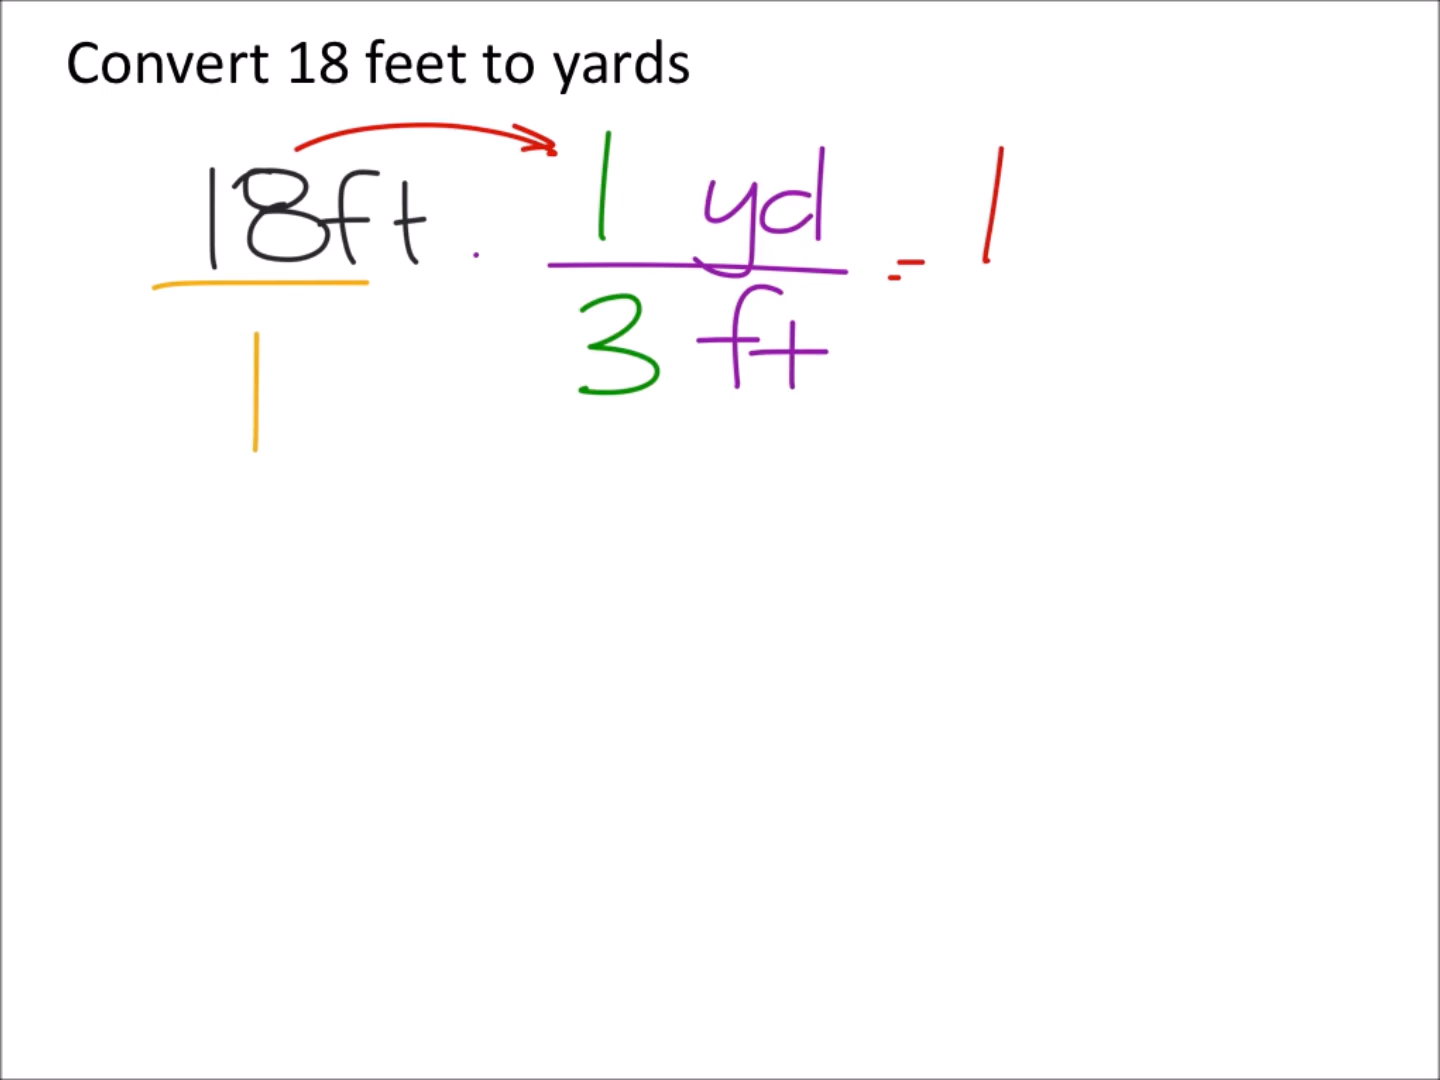 Convert 18 feet to yards
18ft · 1 yd = 1
1 3 ft